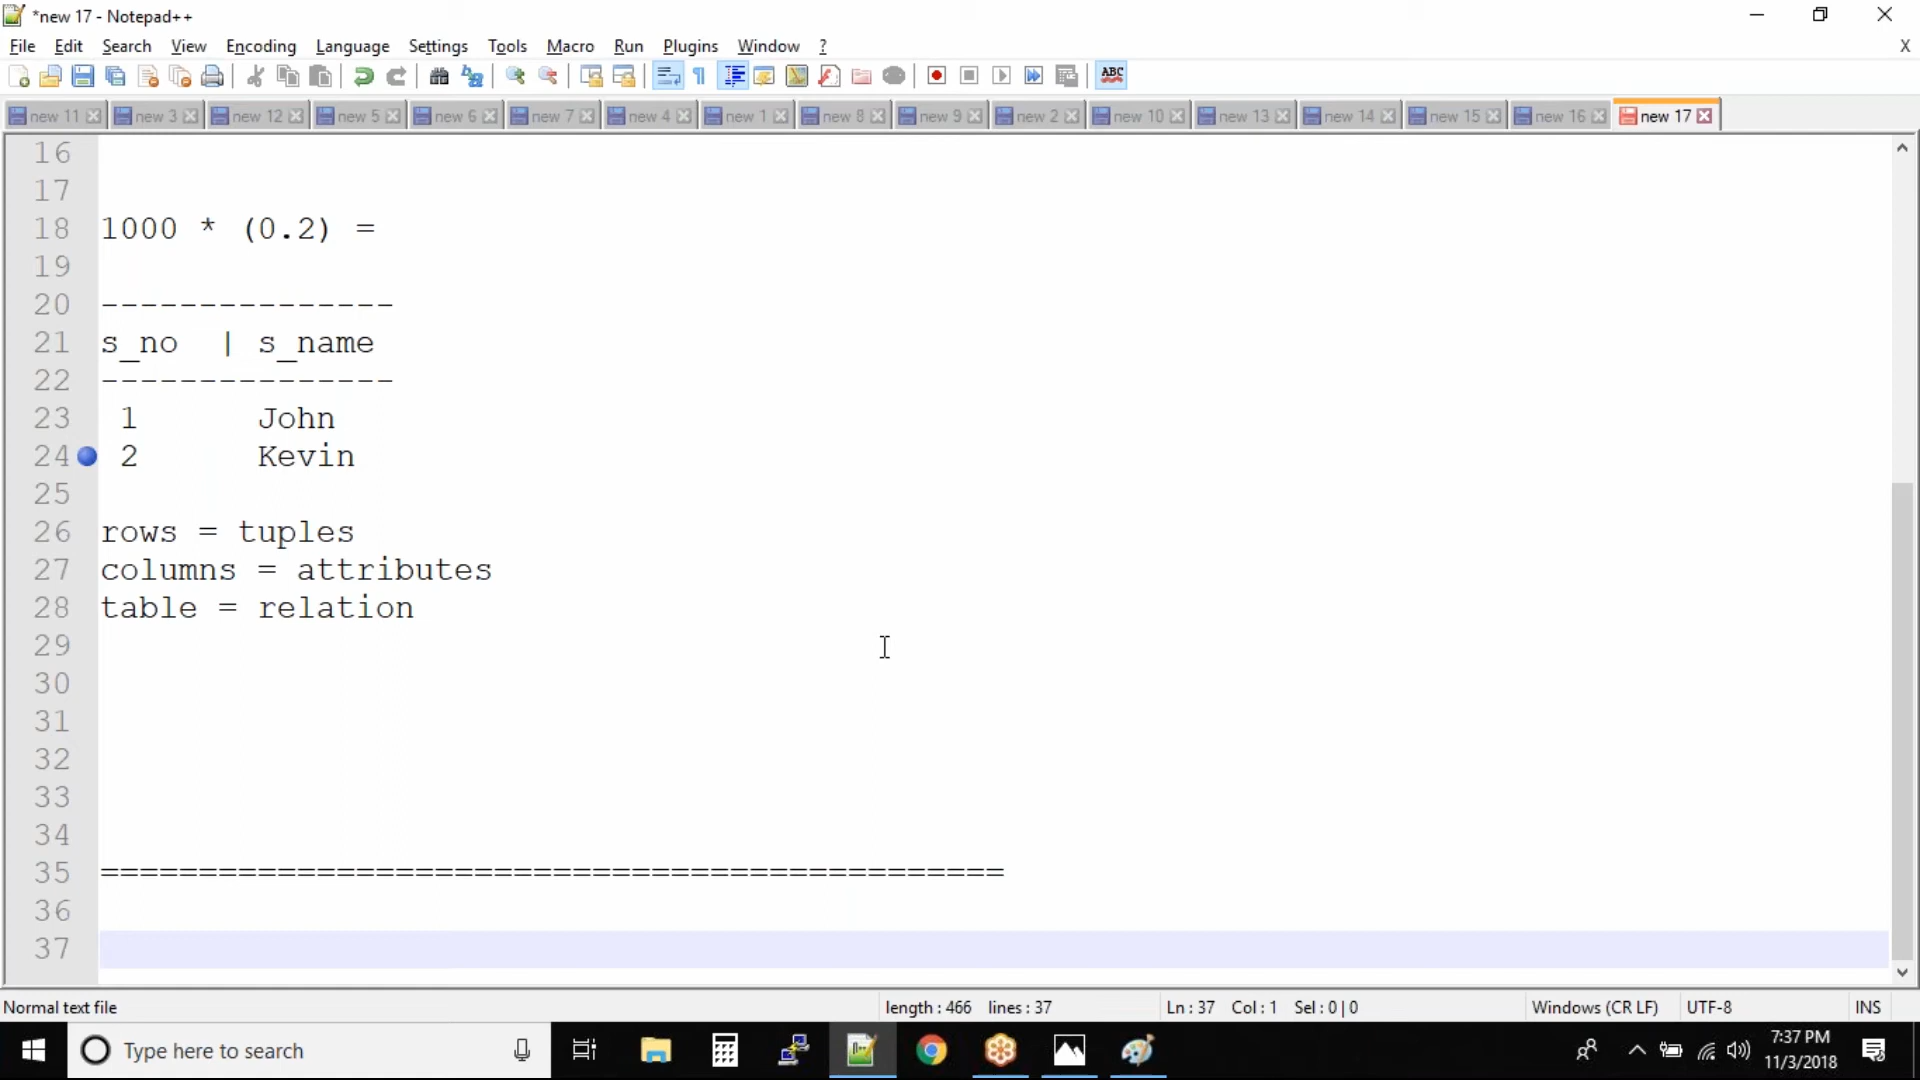 *new 17 - Notepad++
File Edit Search View Encoding Language Settings Tools Macro Run Plugins Window ? X
ABC
new 11 new 3 new 12 new 5 new 6 new 7 new 4 new 1 new 8 new 9 new 2 new 10 new 13 new 14 new 15 new 16 new 17
16
17
18 1000 * (0.2) =
19
20 ---------------
21 s_no | s_name
22 ---------------
23 1 John
24 2 Kevin
25
26 rows = tuples
27 columns = attributes
28 table = relation
29
30
31
32
33
34
35 ==============================================
36
37
Normal text file length : 466 lines : 37 Ln : 37 Col : 1 Sel : 0 | 0 Windows (CR LF) UTF-8 INS
Type here to search 7:37 PM
11/3/2018